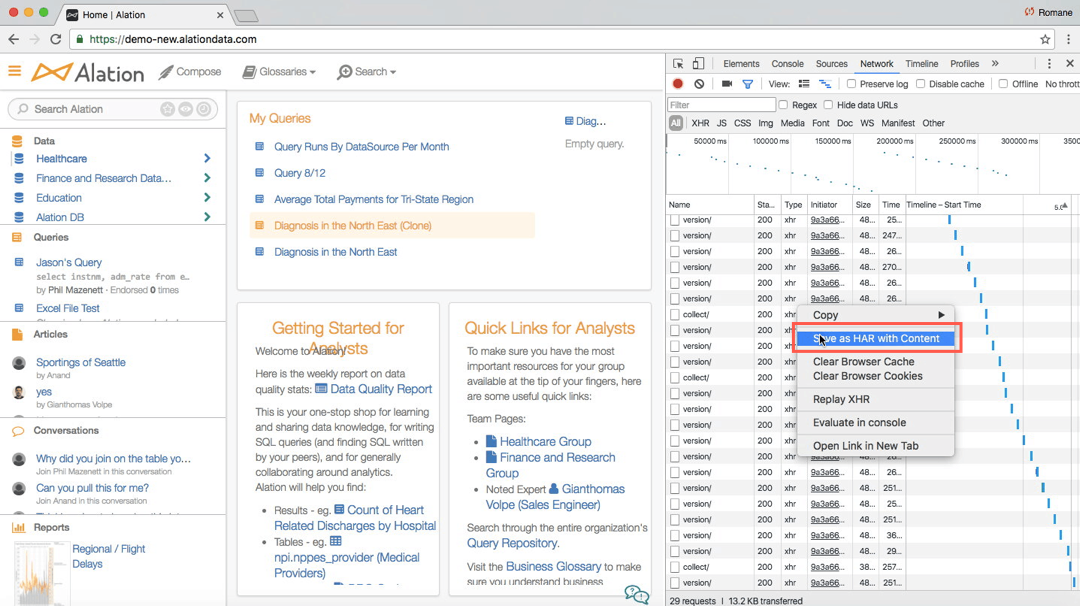 Home | Alation
Romane
https://demo-new.alationdata.com
Alation
Compose
Glossaries
Search
Search Alation
Data
Healthcare
Finance and Research Data...
Education
Alation DB
Queries
Jason's Query
select instnm, adm_rate from e…
by Phil Mazenett · Endorsed 0 times
Excel File Test
Articles
Sportings of Seattle
by Anand
yes
by Gianthomas Volpe
Conversations
Why did you join on the table yo...
Join Phil Mazenett in this conversation
Can you pull this for me?
Join Anand in this conversation
Reports
Regional / Flight
Delays
My Queries
Query Runs By DataSource Per Month
Query 8/12
Average Total Payments for Tri-State Region
Diagnosis in the North East (Clone)
Diagnosis in the North East
Diag...
Empty query.
Getting Started for
Analysts
Welcome to Alation!
Here is the weekly report on data
quality stats: Data Quality Report
This is your one-stop shop for learning
and sharing data knowledge, for writing
SQL queries (and finding SQL written
by your peers), and for generally
collaborating around analytics.
Alation will help you find:
• Results - eg. Count of Heart
Related Discharges by Hospital
• Tables - eg.
npi.nppes_provider (Medical
Providers)
Quick Links for Analysts
To make sure you have the most
important resources for your group
available at the tip of your fingers, here
are some useful quick links:
Team Pages:
• Healthcare Group
• Finance and Research
Group
• Noted Expert Gianthomas
Volpe (Sales Engineer)
Search through the entire organization's
Query Repository.
Visit the Business Glossary to make
sure you understand business
Elements Console Sources Network Timeline Profiles »
View: Preserve log Disable cache Offline No thrott
Filter Regex Hide data URLs
All XHR JS CSS Img Media Font Doc WS Manifest Other
50000 ms 100000 ms 150000 ms 200000 ms 250000 ms 300000 ms 3500
Name Sta... Type Initiator Size Time Timeline – Start Time 5.0
version/ 200 xhr 9a3a66... 48... 25...
version/ 200 xhr 9a3a66... 48... 247...
version/ 200 xhr 9a3a66... 48... 26...
version/ 200 xhr 9a3a66... 48... 270...
version/ 200 xhr 9a3a66... 48... 25...
version/ 200 xhr 9a3a66... 48... 26...
collect/ 200 xhr
version/ 200 xhr
version/ 200 xhr
version/ 200 xhr
collect/ 200 xhr
version/ 200 xhr
version/ 200 xhr
version/ 200 xhr
version/ 200 xhr
version/ 200 xhr
version/ 200 xhr 9a3a66... 48... 26...
version/ 200 xhr 9a3a66... 48... 251...
version/ 200 xhr 9a3a66... 48... 25...
version/ 200 xhr 9a3a66... 48... 251...
version/ 200 xhr 9a3a66... 48... 36...
version/ 200 xhr 9a3a66... 48... 29...
collect/ 200 xhr 9a3a66... 38... 257...
version/ 200 xhr 9a3a66... 48... 251...
Copy
Save as HAR with Content
Clear Browser Cache
Clear Browser Cookies
Replay XHR
Evaluate in console
Open Link in New Tab
29 requests | 13.2 KB transferred